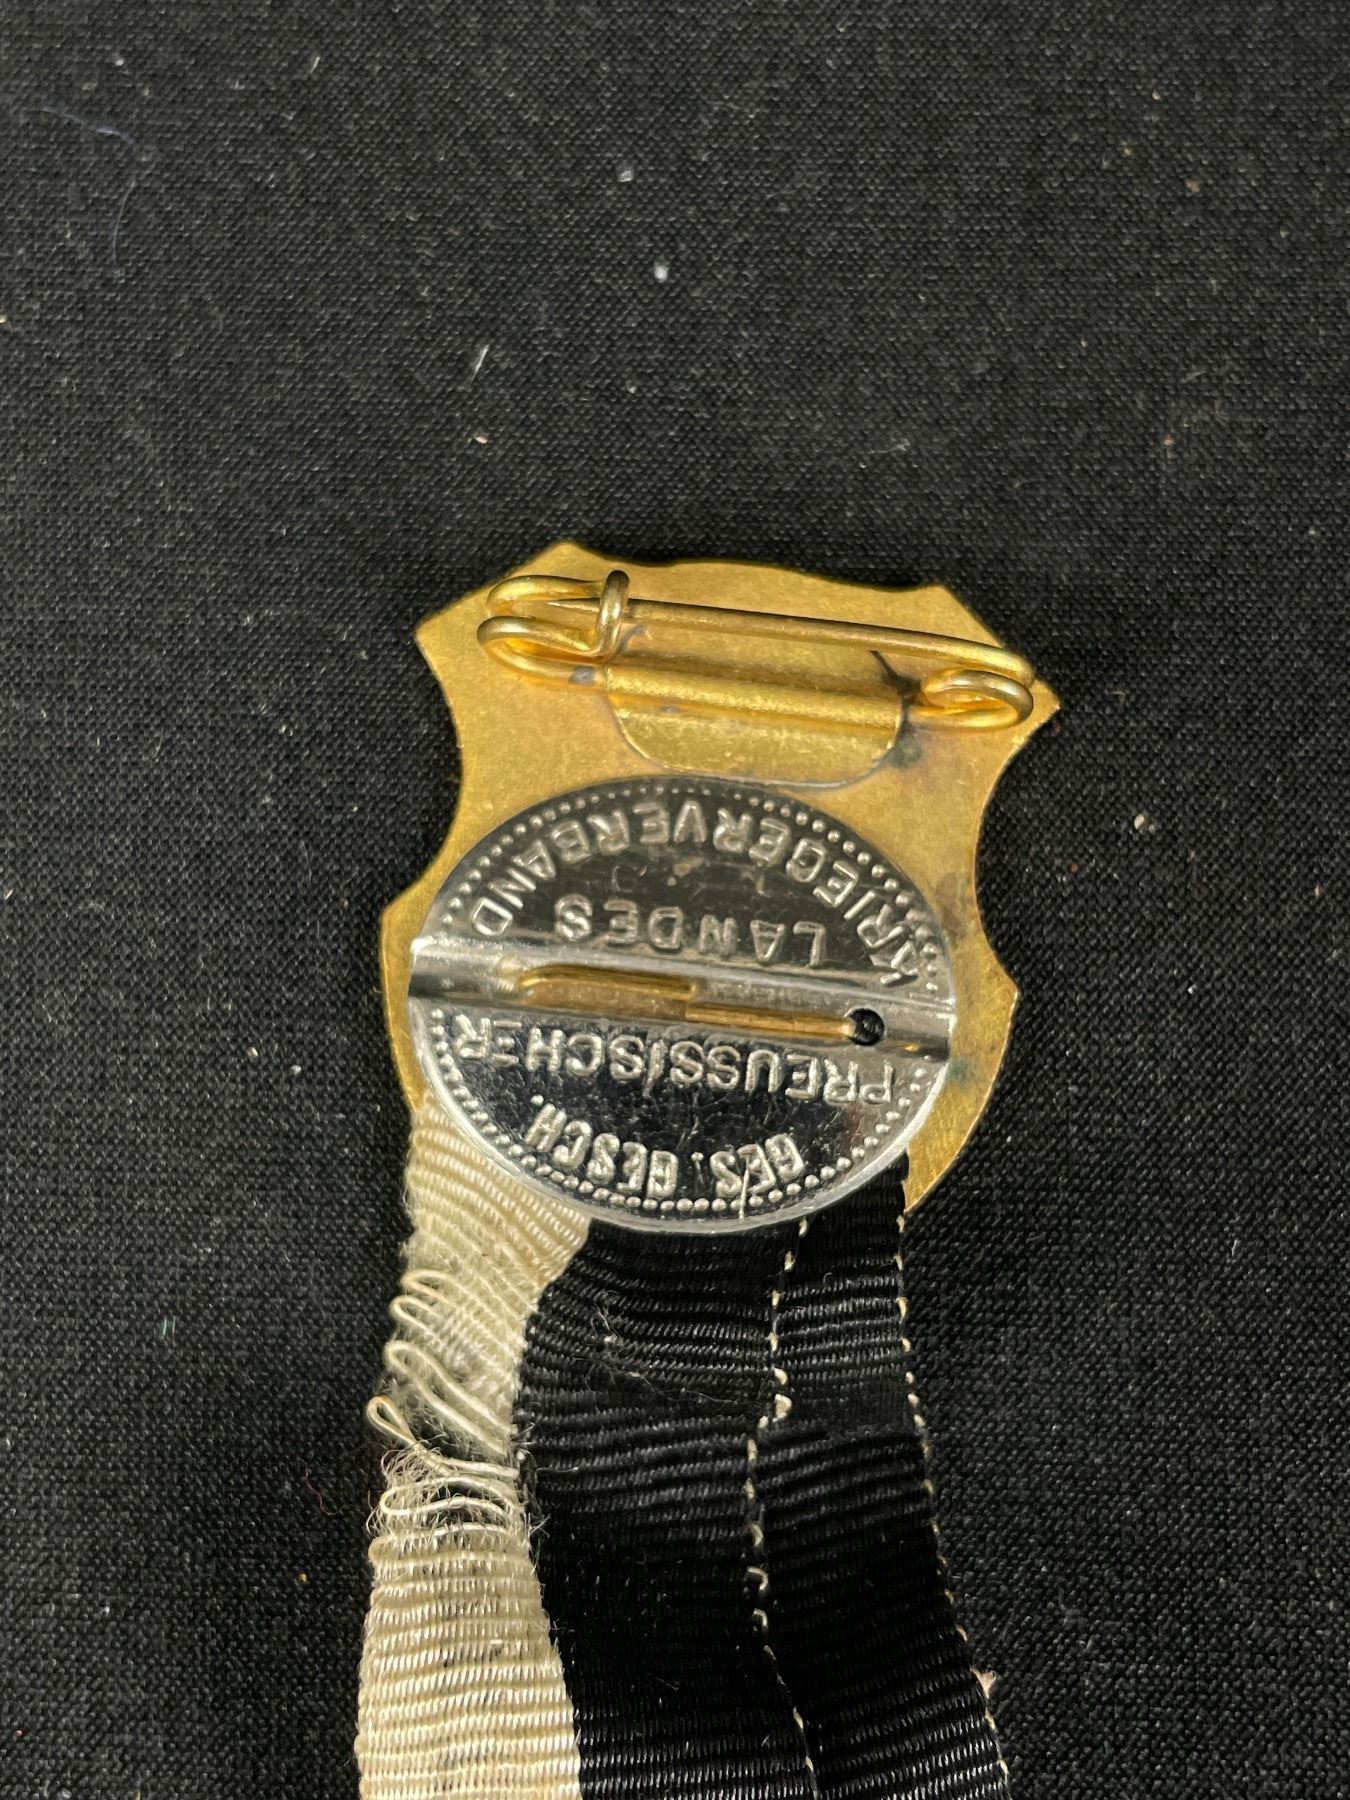 GES. GESCH.
PREUSSISCHER
LANDES
KRIEGERVERBAND